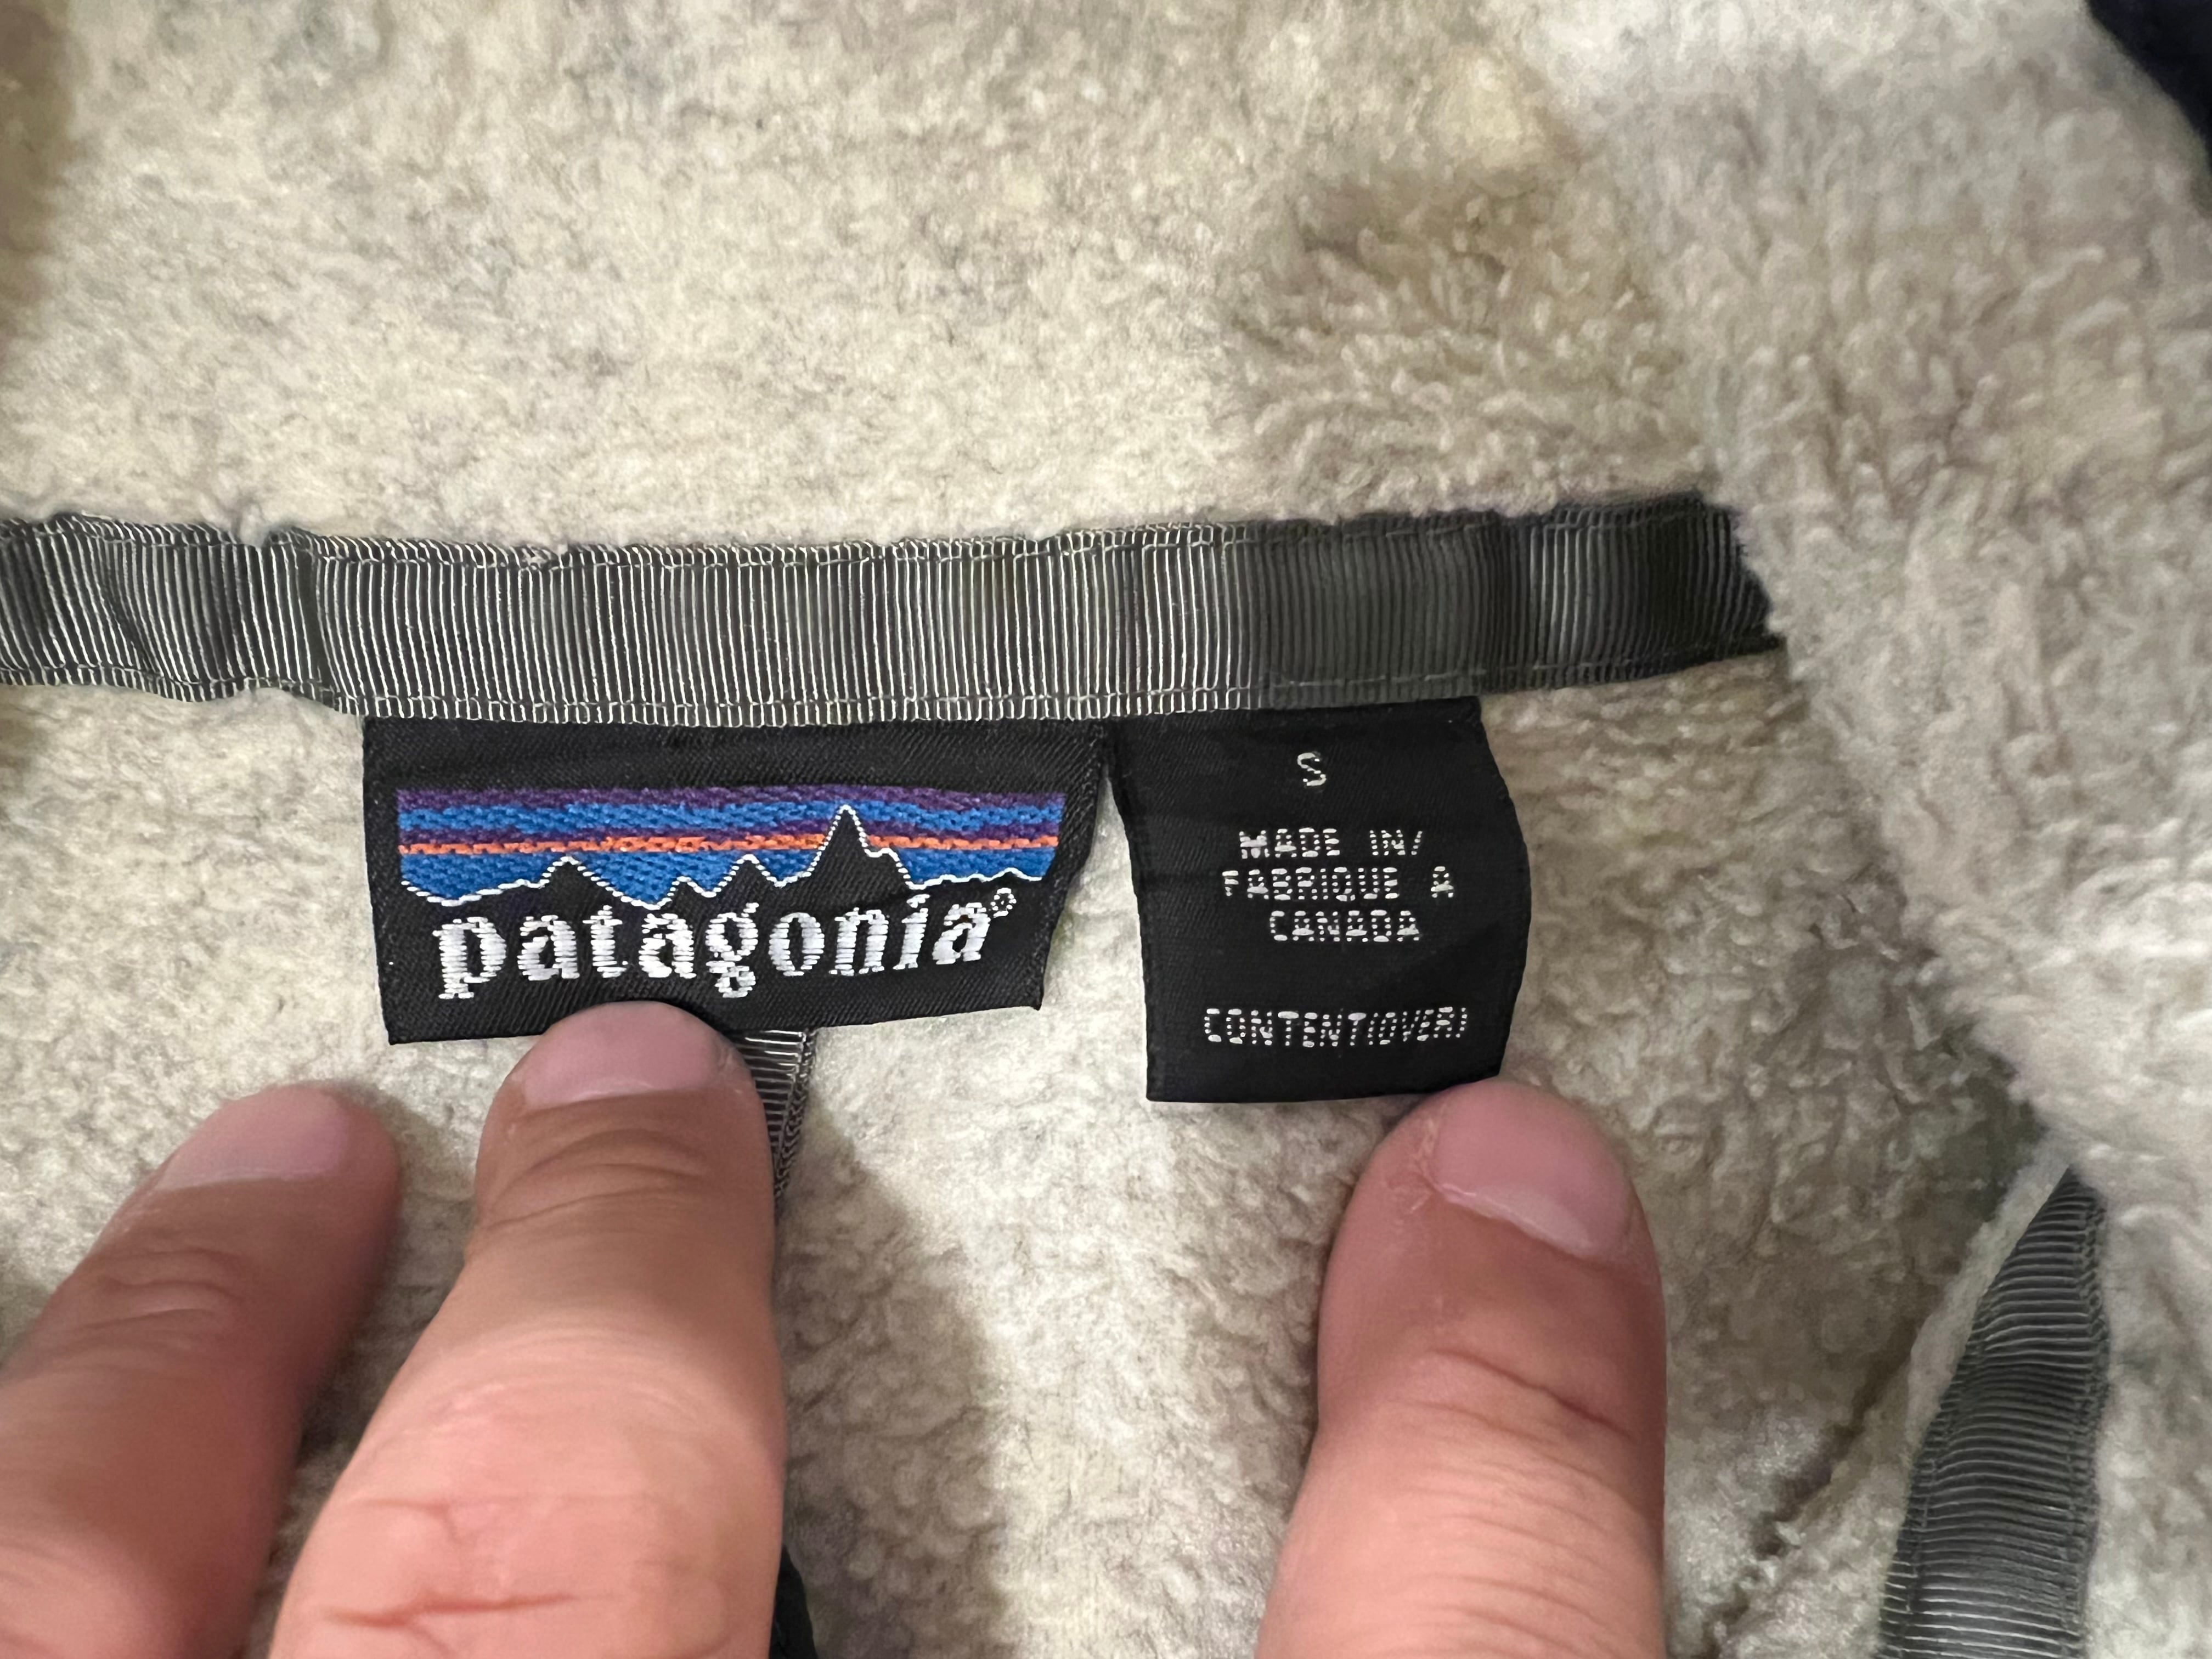 patagonia®
S
MADE IN/
FABRIQUE A
CANADA
CONTENT(OVER)